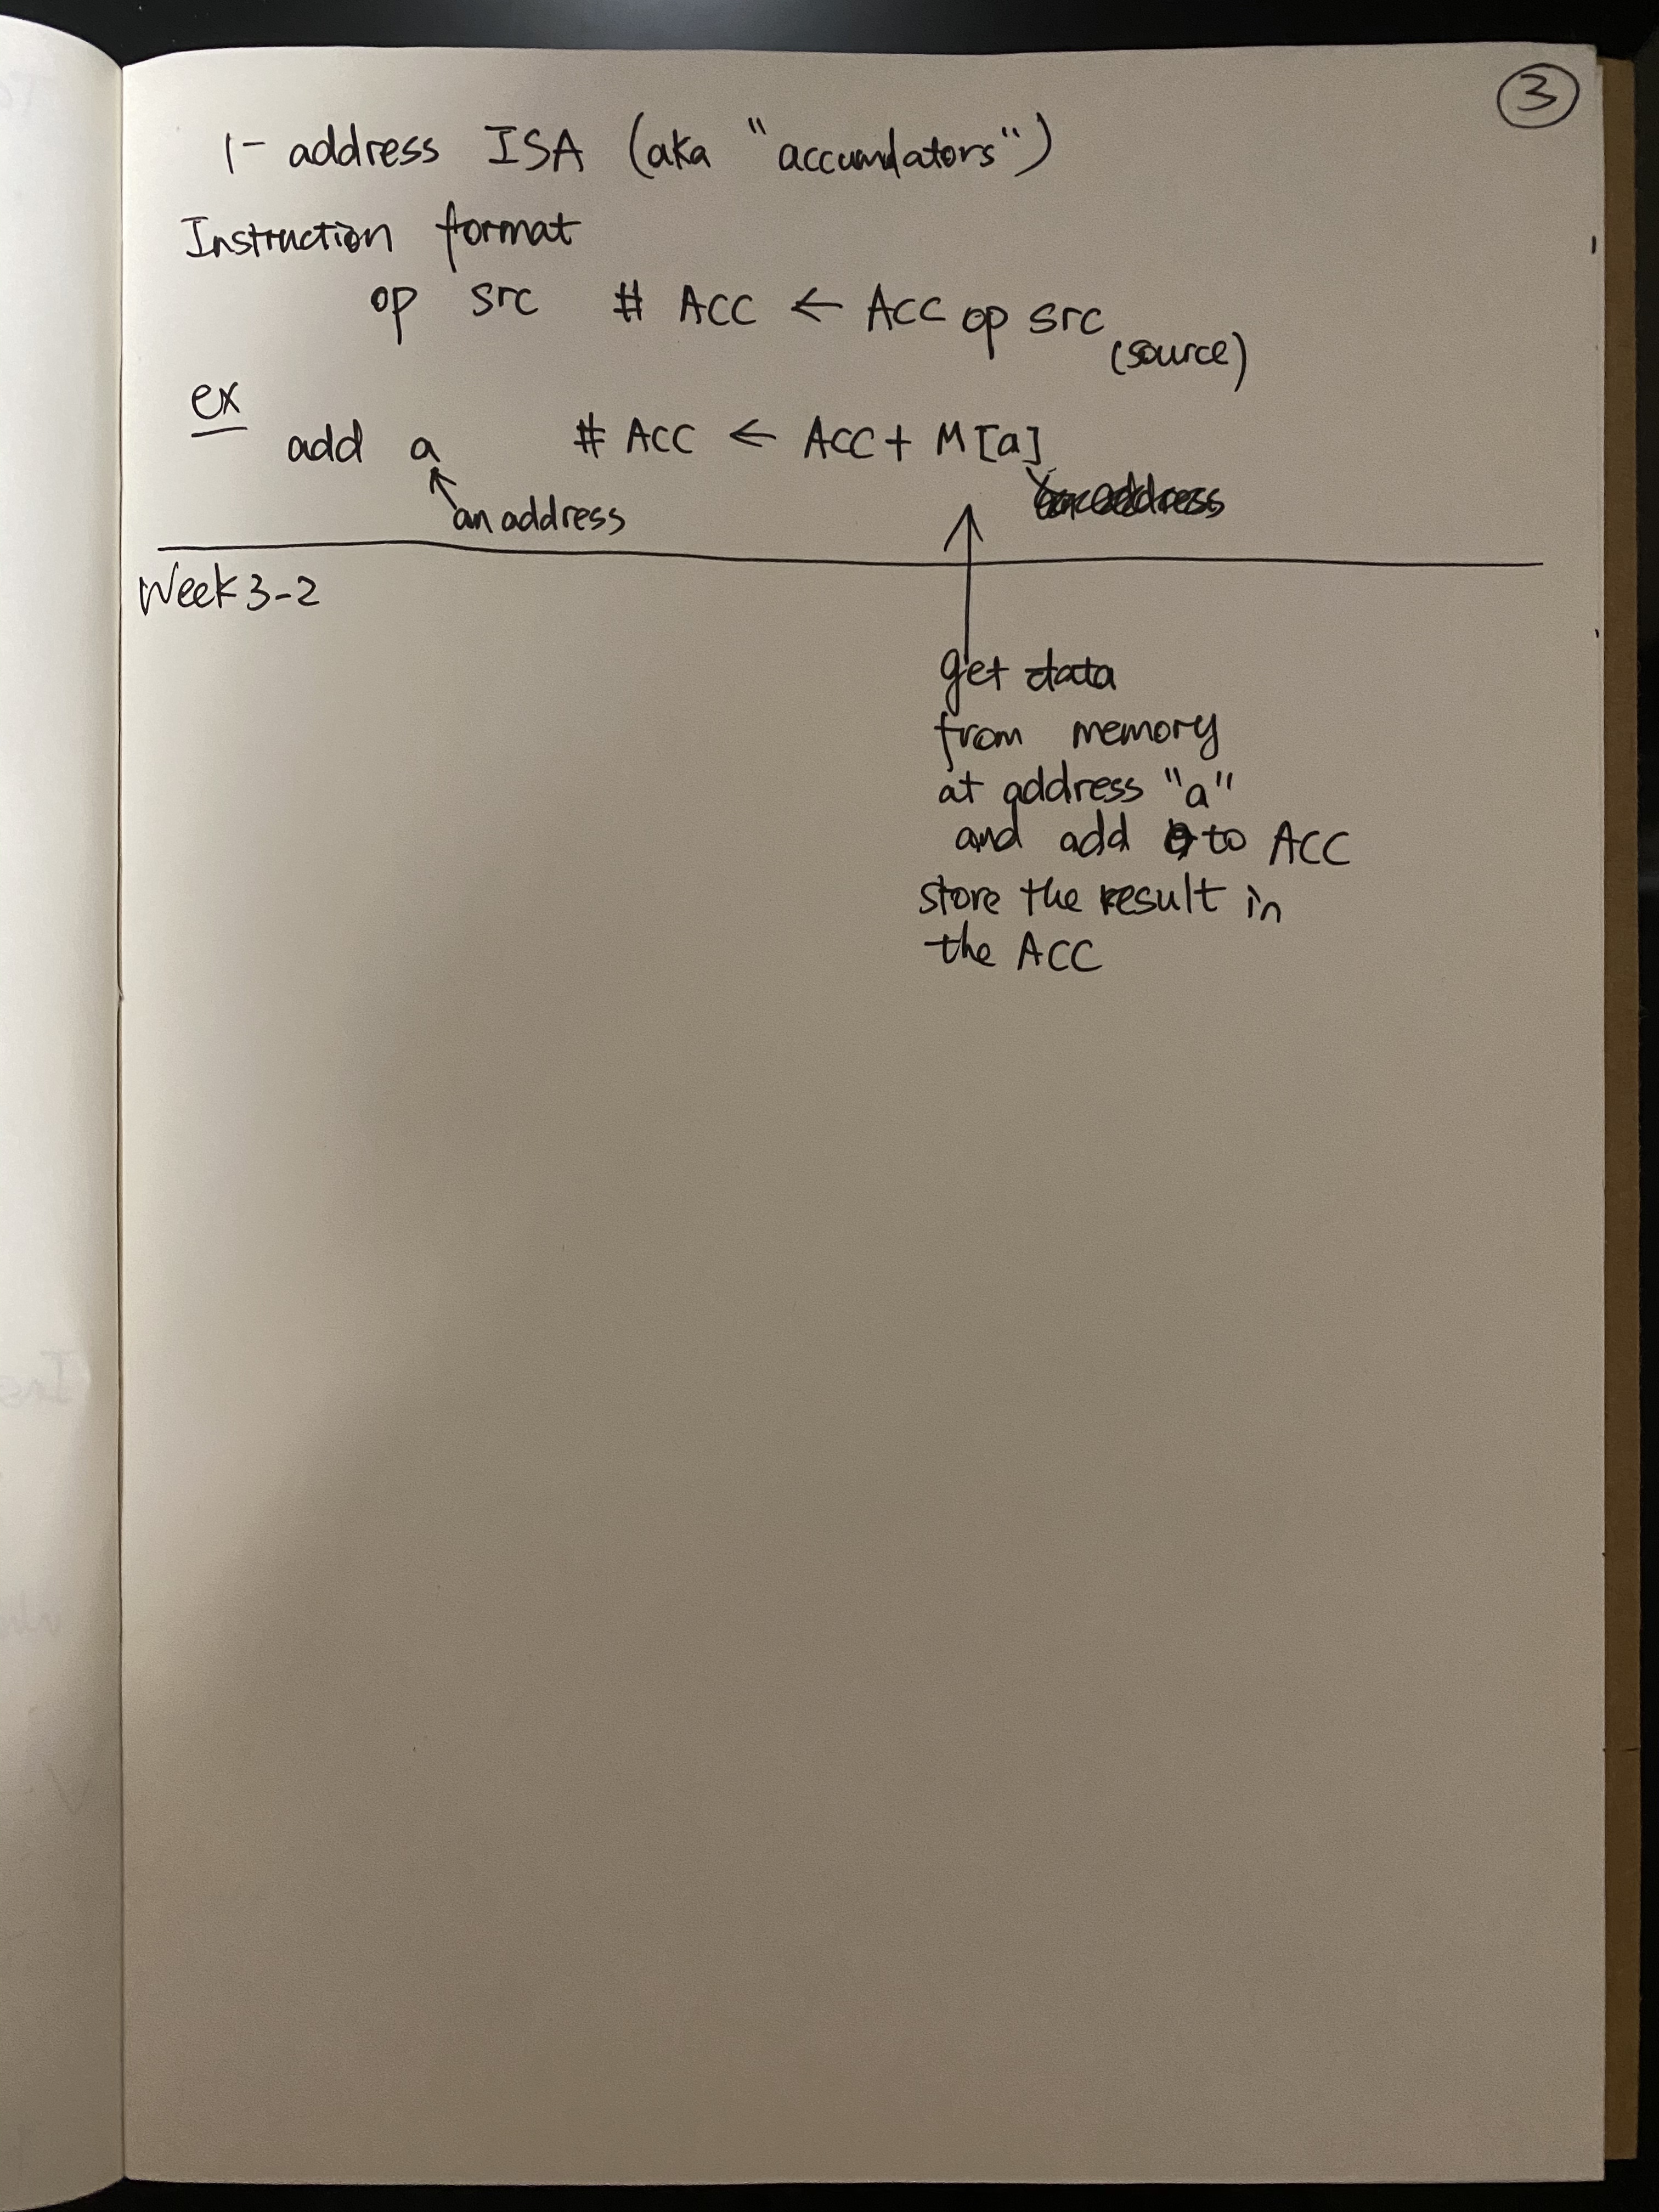 3
1- address ISA (aka "accumulators")
Instruction format
op src # ACC ← ACC op src
(source)
ex
add a # ACC ← ACC + M[a]
an address
Week 3-2
get data
from memory
at address "a"
and add to ACC
store the result in
the ACC